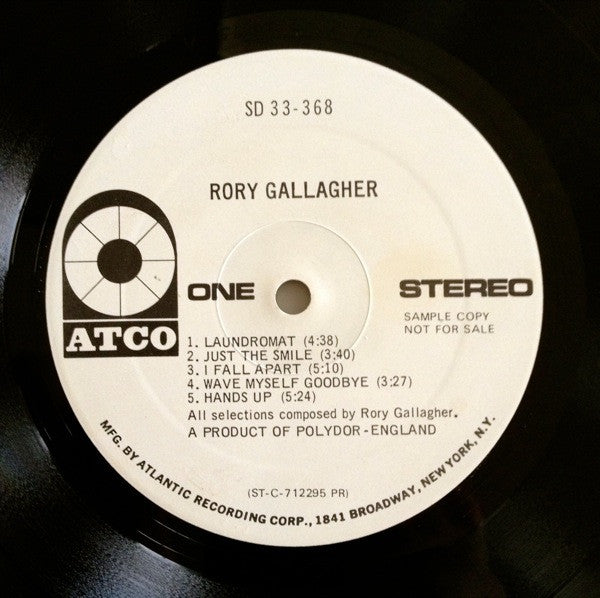 SD 33-368
RORY GALLAGHER
ATCO
ONE
STEREO
SAMPLE COPY
NOT FOR SALE
1. LAUNDROMAT (4:38)
2. JUST THE SMILE (3:40)
3. I FALL APART (5:10)
4. WAVE MYSELF GOODBYE (3:27)
5. HANDS UP (5:24)
All selections composed by Rory Gallagher.
A PRODUCT OF POLYDOR-ENGLAND
(ST-C-712295 PR)
MFG. BY ATLANTIC RECORDING CORP., 1841 BROADWAY, NEW YORK, N.Y.